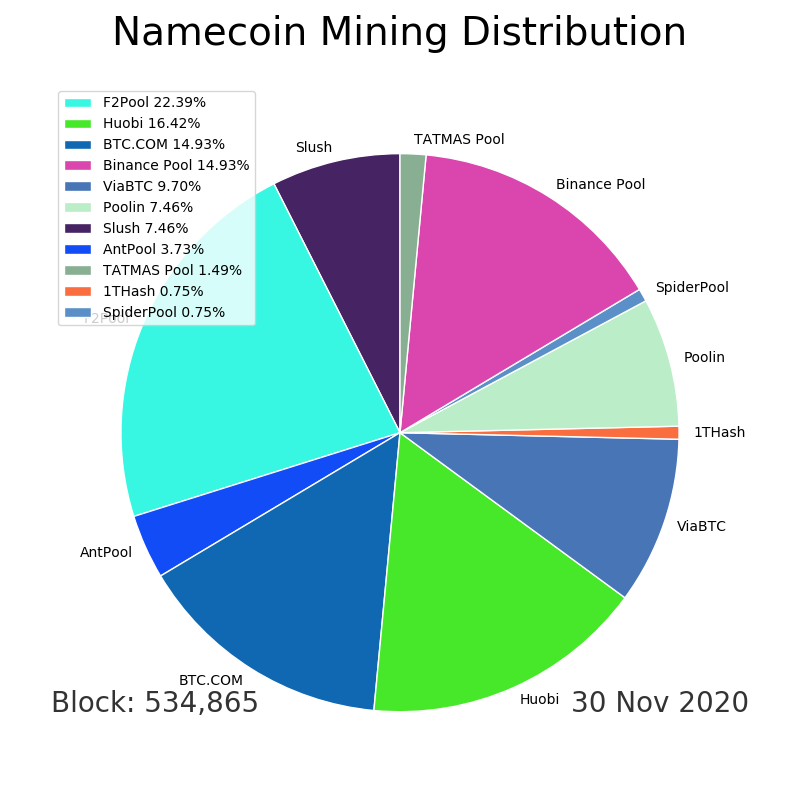 Namecoin Mining Distribution
F2Pool 22.39%
Huobi 16.42%
BTC.COM 14.93%
Binance Pool 14.93%
ViaBTC 9.70%
Poolin 7.46%
Slush 7.46%
AntPool 3.73%
TATMAS Pool 1.49%
1THash 0.75%
SpiderPool 0.75%
TATMAS Pool
Slush
Binance Pool
SpiderPool
F2Pool
Poolin
1THash
ViaBTC
AntPool
BTC.COM
Huobi
Block: 534,865
30 Nov 2020